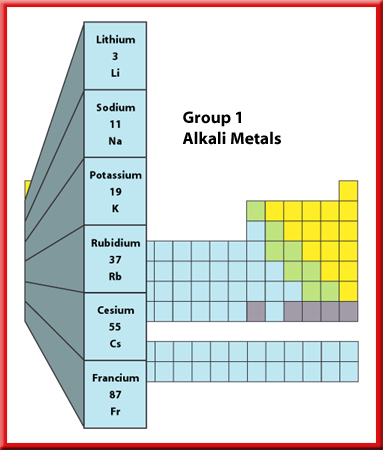 Lithium
3
Li
Sodium
11
Na
Group 1
Alkali Metals
Potassium
19
K
Rubidium
37
Rb
Cesium
55
Cs
Francium
87
Fr